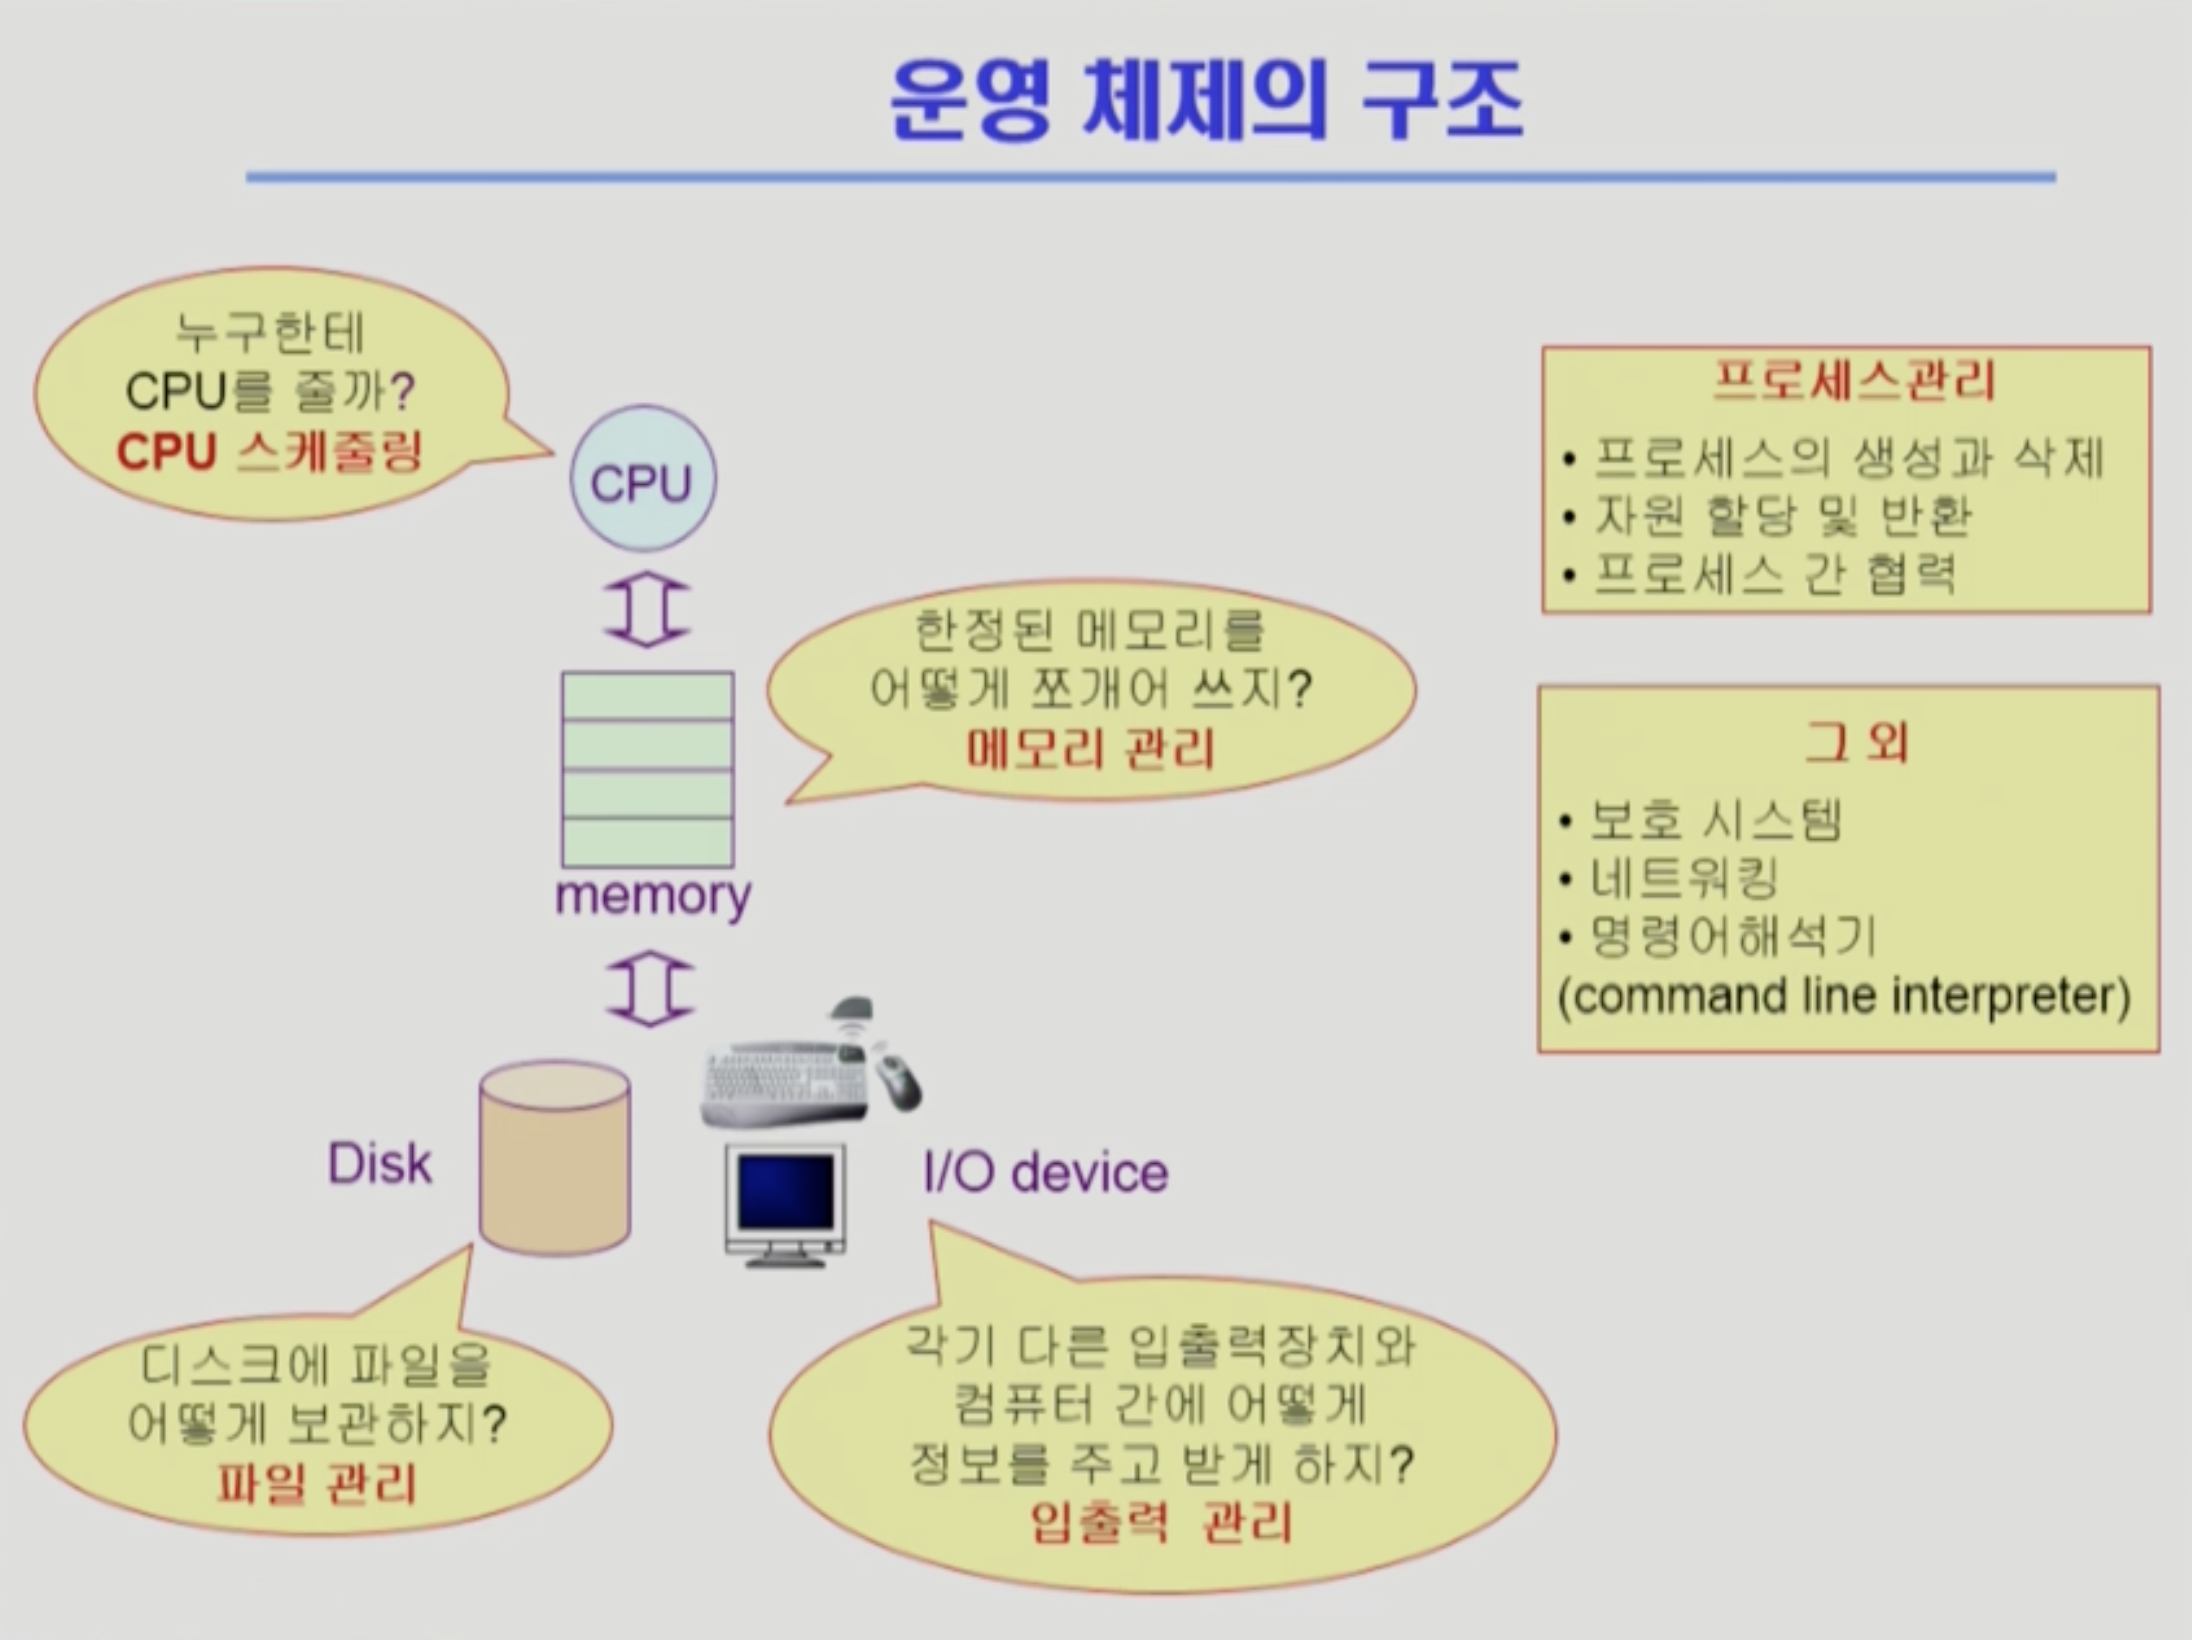 운영 체제의 구조
누구한테
CPU를 줄까?
CPU 스케줄링
CPU
한정된 메모리를
어떻게 쪼개어 쓰지?
메모리 관리
memory
Disk
I/O device
디스크에 파일을
어떻게 보관하지?
파일 관리
각기 다른 입출력장치와
컴퓨터 간에 어떻게
정보를 주고 받게 하지?
입출력 관리
프로세스관리
• 프로세스의 생성과 삭제
• 자원 할당 및 반환
• 프로세스 간 협력
그 외
• 보호 시스템
• 네트워킹
• 명령어해석기
(command line interpreter)